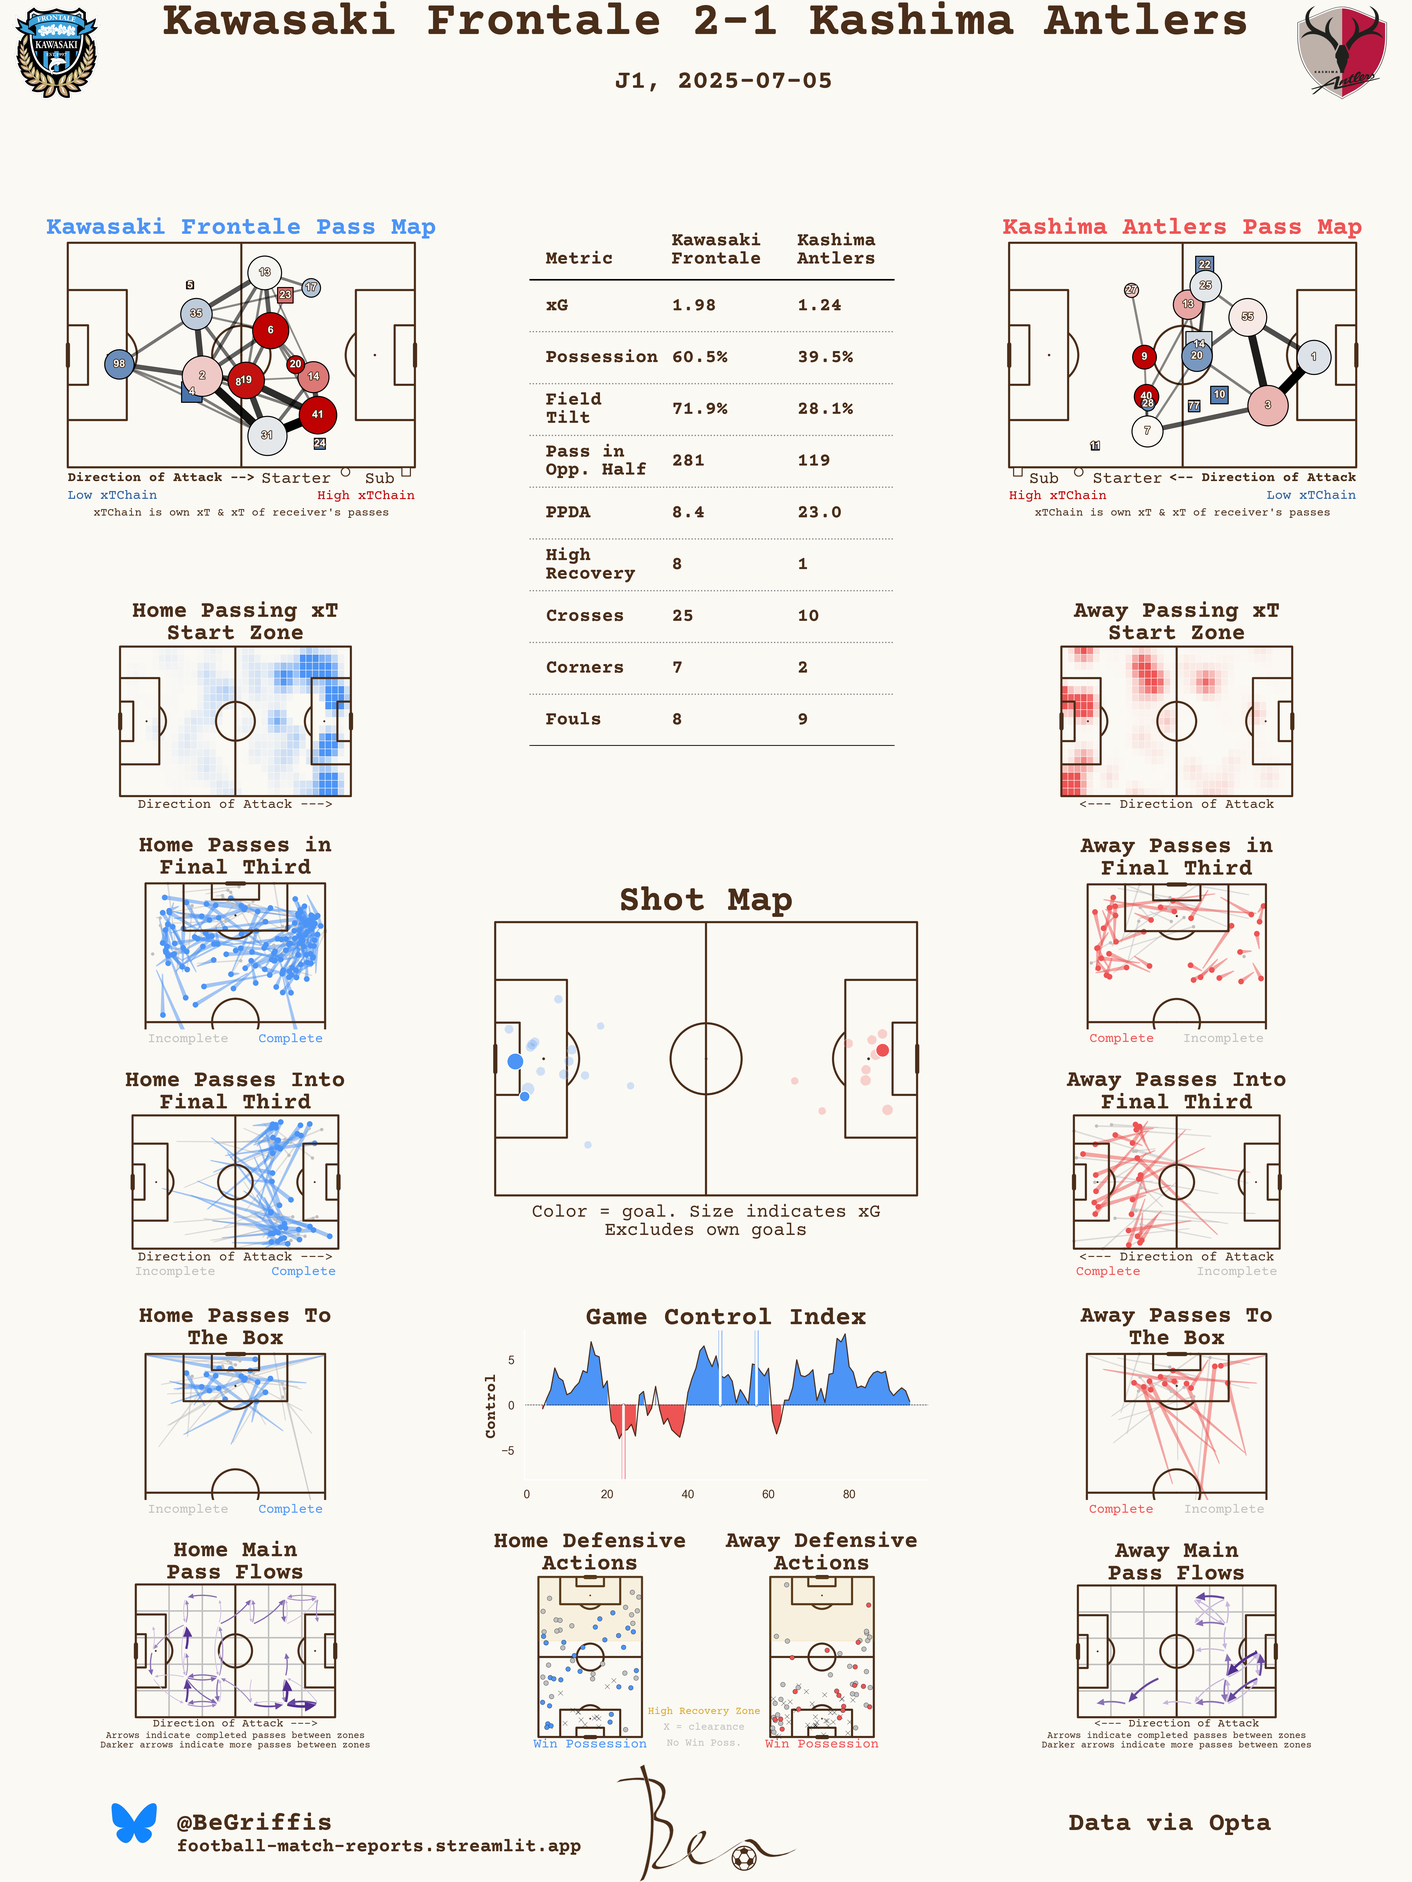 Kawasaki Frontale 2-1 Kashima Antlers
J1, 2025-07-05
FRONTALE
KAWASAKI
KASHIMA
Antlers
Kawasaki Frontale Pass Map
13
17
5
23
35
6
98
2
20
14
8
19
4
41
31
24
Direction of Attack --> Starter Sub
Low xTChain High xTChain
xTChain is own xT & xT of receiver's passes
Metric Kawasaki Frontale Kashima Antlers
xG 1.98 1.24
Possession 60.5% 39.5%
Field Tilt 71.9% 28.1%
Pass in Opp. Half 281 119
PPDA 8.4 23.0
High Recovery 8 1
Crosses 25 10
Corners 7 2
Fouls 8 9
Kashima Antlers Pass Map
22
27
25
13
55
14
9
20
1
40
28
77
10
3
7
11
Sub Starter <-- Direction of Attack
High xTChain Low xTChain
xTChain is own xT & xT of receiver's passes
Home Passing xT
Start Zone
Direction of Attack --->
Away Passing xT
Start Zone
<--- Direction of Attack
Home Passes in
Final Third
Incomplete Complete
Away Passes in
Final Third
Complete Incomplete
Shot Map
Color = goal. Size indicates xG
Excludes own goals
Home Passes Into
Final Third
Direction of Attack --->
Incomplete Complete
Away Passes Into
Final Third
<--- Direction of Attack
Complete Incomplete
Home Passes To
The Box
Incomplete Complete
Game Control Index
Control
5
0
−5
0 20 40 60 80
Away Passes To
The Box
Complete Incomplete
Home Main
Pass Flows
Direction of Attack --->
Arrows indicate completed passes between zones
Darker arrows indicate more passes between zones
Home Defensive
Actions
Win Possession
Away Defensive
Actions
Win Possession
High Recovery Zone
X = clearance
No Win Poss.
Away Main
Pass Flows
<--- Direction of Attack
Arrows indicate completed passes between zones
Darker arrows indicate more passes between zones
@BeGriffis
football-match-reports.streamlit.app
Ben
Data via Opta